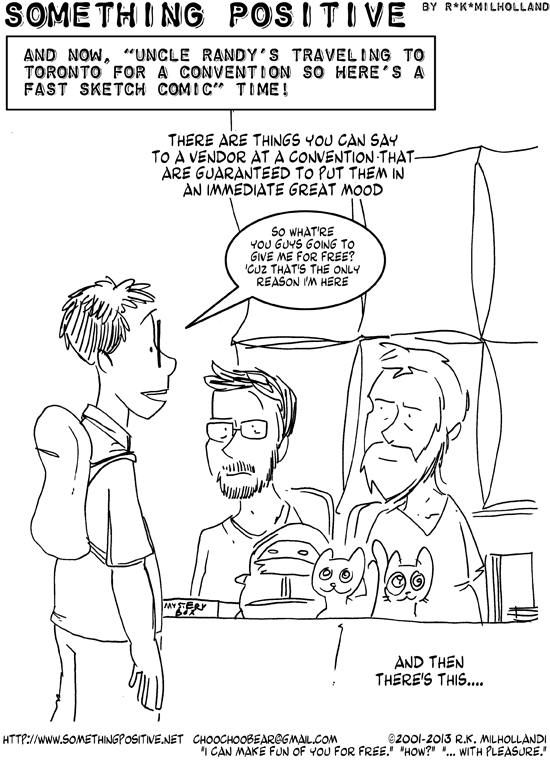 SOMETHING POSITIVE BY R*K*MILHOLLAND
AND NOW, "UNCLE RANDY'S TRAVELING TO
TORONTO FOR A CONVENTION SO HERE'S A
FAST SKETCH COMIC" TIME!
THERE ARE THINGS YOU CAN SAY
TO A VENDOR AT A CONVENTION THAT
ARE GUARANTEED TO PUT THEM IN
AN IMMEDIATE GREAT MOOD
SO WHAT'RE
YOU GUYS GOING TO
GIVE ME FOR FREE?
'CUZ THAT'S THE ONLY
REASON I'M HERE
MYSTERY
BOX
AND THEN
THERE'S THIS....
HTTP://WWW.SOMETHINGPOSITIVE.NET CHOOCHOOBEAR@GMAIL.COM ©2001-2013 R.K. MILHOLLANDI
"I CAN MAKE FUN OF YOU FOR FREE." "HOW?" "... WITH PLEASURE."